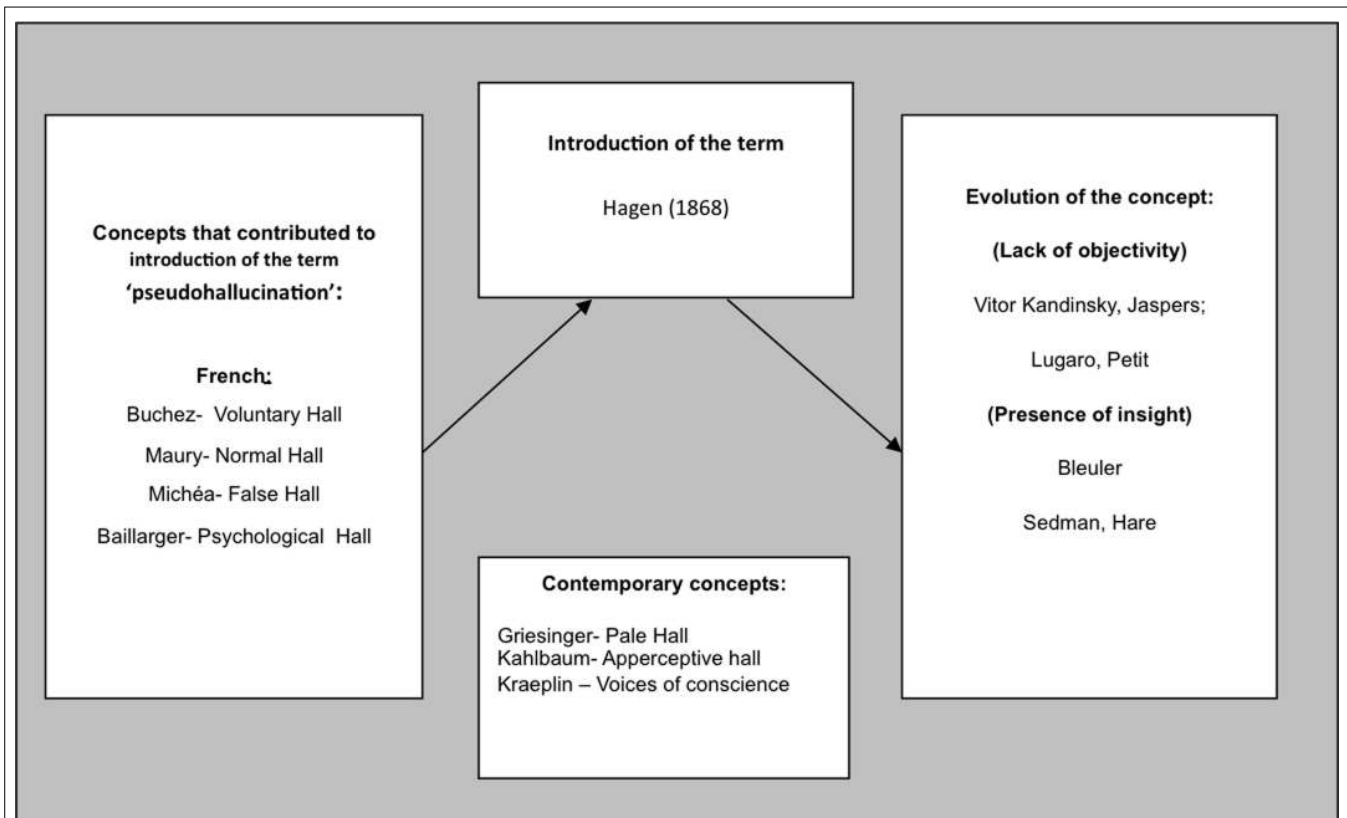 Concepts that contributed to
introduction of the term
‘pseudohallucination’:
French:
Buchez- Voluntary Hall
Maury- Normal Hall
Michéa- False Hall
Baillarger- Psychological Hall
Introduction of the term
Hagen (1868)
Contemporary concepts:
Griesinger- Pale Hall
Kahlbaum- Apperceptive hall
Kraeplin – Voices of conscience
Evolution of the concept:
(Lack of objectivity)
Vitor Kandinsky, Jaspers;
Lugaro, Petit
(Presence of insight)
Bleuler
Sedman, Hare